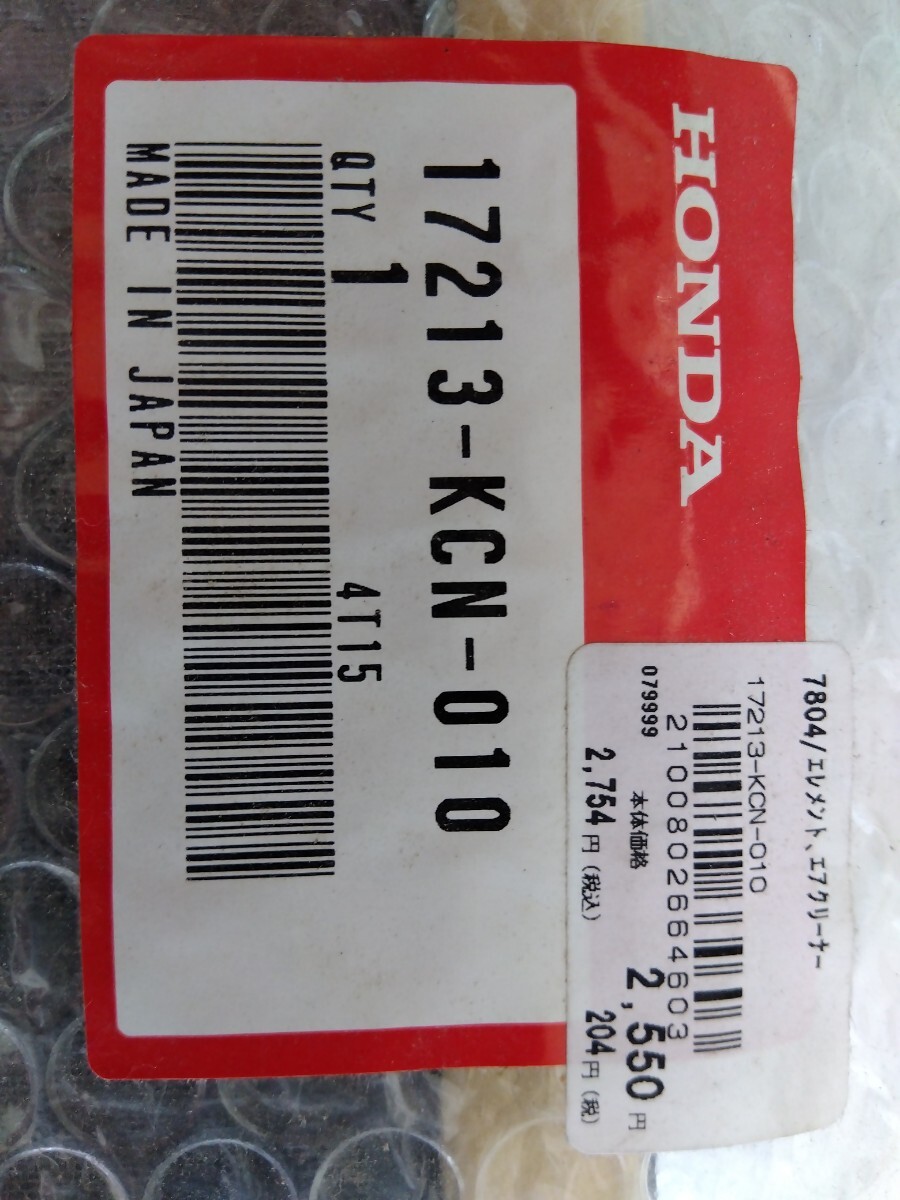 HONDA
17213-KCN-010
QTY 1 4T15
MADE IN JAPAN
7804/ｴﾚﾒﾝﾄ、ｴｱｸﾘｰﾅｰ
17213-KCN-010
2100802664603
079999 本体価格 2,550円
2,754円(税込) 204円(税)